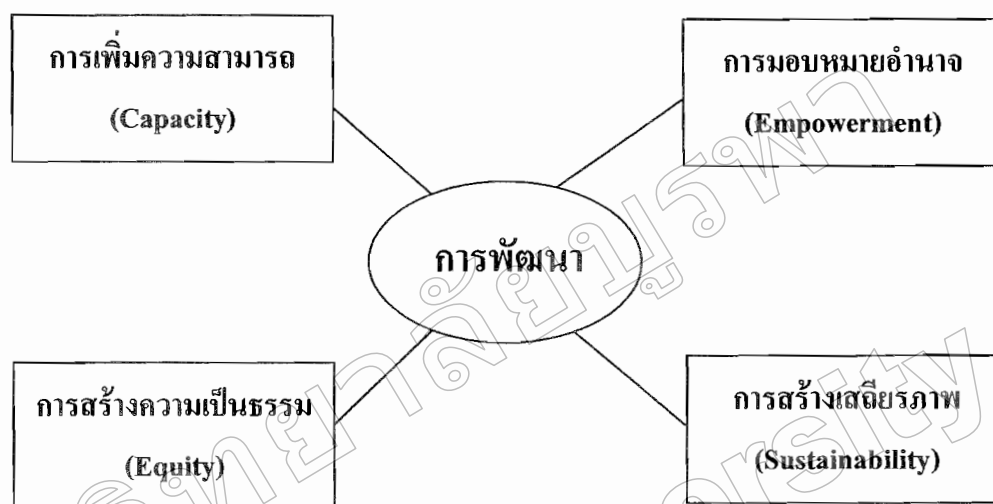 การเพิ่มความสามารถ
(Capacity)
การมอบหมายอำนาจ
(Empowerment)
การพัฒนา
การสร้างความเป็นธรรม
(Equity)
การสร้างเสถียรภาพ
(Sustainability)